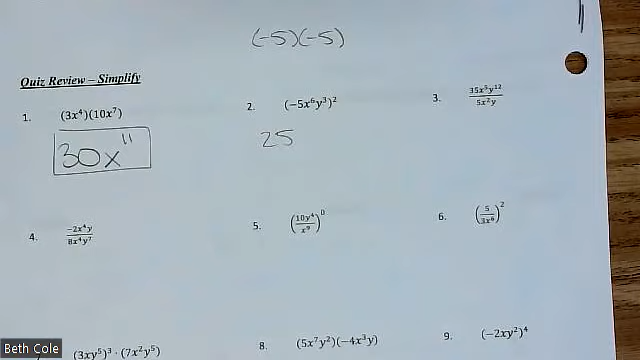 (-5)(-5)
Quiz Review – Simplify
1. (3x⁴)(10x⁷)
30x¹¹
2. (-5x⁶y³)²
25
3. 35x⁵y¹²/5x²y
4. -2x⁴y/8x⁴y⁷
5. (10y⁴/x⁹)⁰
6. (5/3x⁶)²
(3xy⁵)³ · (7x²y⁵)
8. (5x⁷y²)(-4x³y)
9. (-2xy²)⁴
Beth Cole